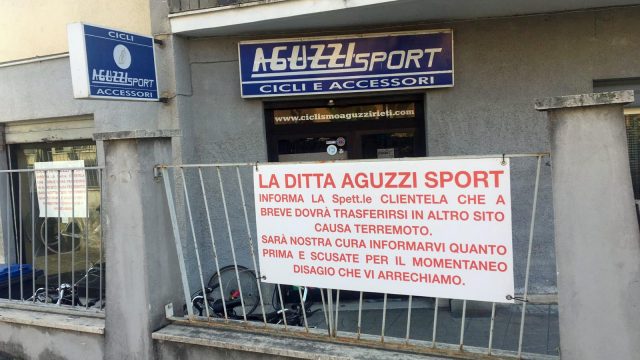 CICLI
AGUZZI SPORT
ACCESSORI
AGUZZI SPORT
CICLI E ACCESSORI
www.ciclismoaguzzirieti.com
LA DITTA AGUZZI SPORT
INFORMA LA Spett.le CLIENTELA CHE A
BREVE DOVRÀ TRASFERIRSI IN ALTRO SITO
CAUSA TERREMOTO.
SARÀ NOSTRA CURA INFORMARVI QUANTO
PRIMA E SCUSATE PER IL MOMENTANEO
DISAGIO CHE VI ARRECHIAMO.